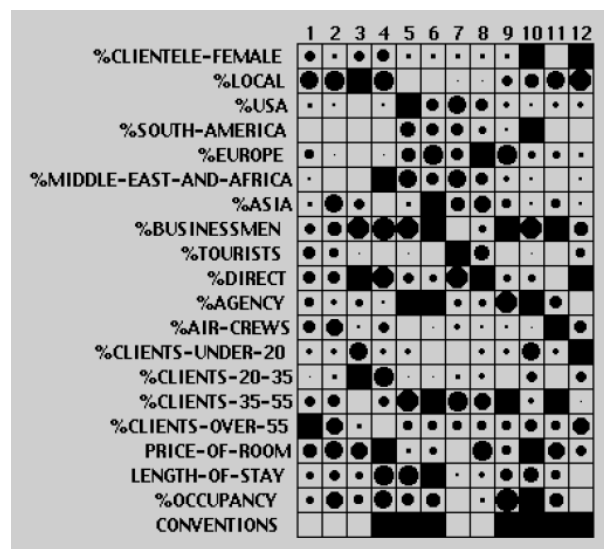 1 2 3 4 5 6 7 8 9 10 11 12
%CLIENTELE-FEMALE
%LOCAL
%USA
%SOUTH-AMERICA
%EUROPE
%MIDDLE-EAST-AND-AFRICA
%ASIA
%BUSINESSMEN
%TOURISTS
%DIRECT
%AGENCY
%AIR-CREWS
%CLIENTS-UNDER-20
%CLIENTS-20-35
%CLIENTS-35-55
%CLIENTS-OVER-55
PRICE-OF-ROOM
LENGTH-OF-STAY
%OCCUPANCY
CONVENTIONS